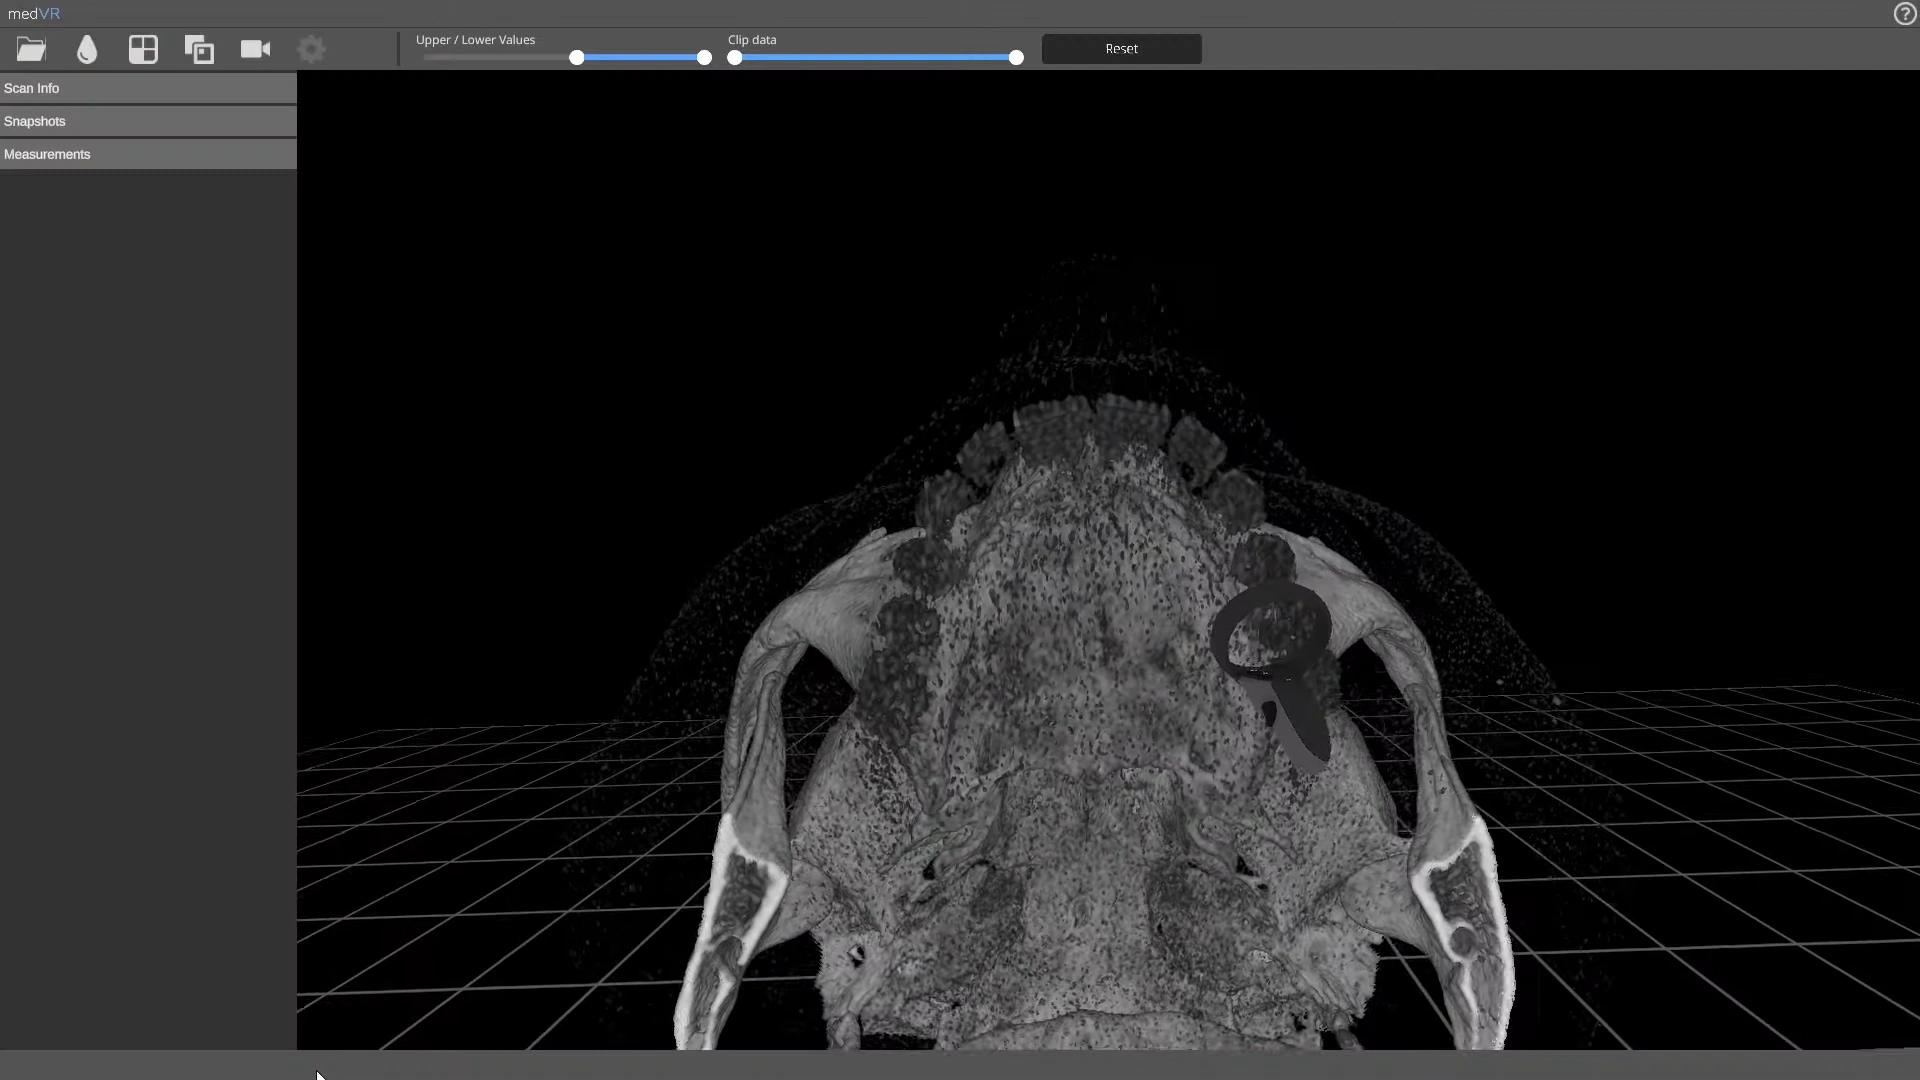 medVR
Upper / Lower Values
Clip data
Reset
Scan Info
Snapshots
Measurements